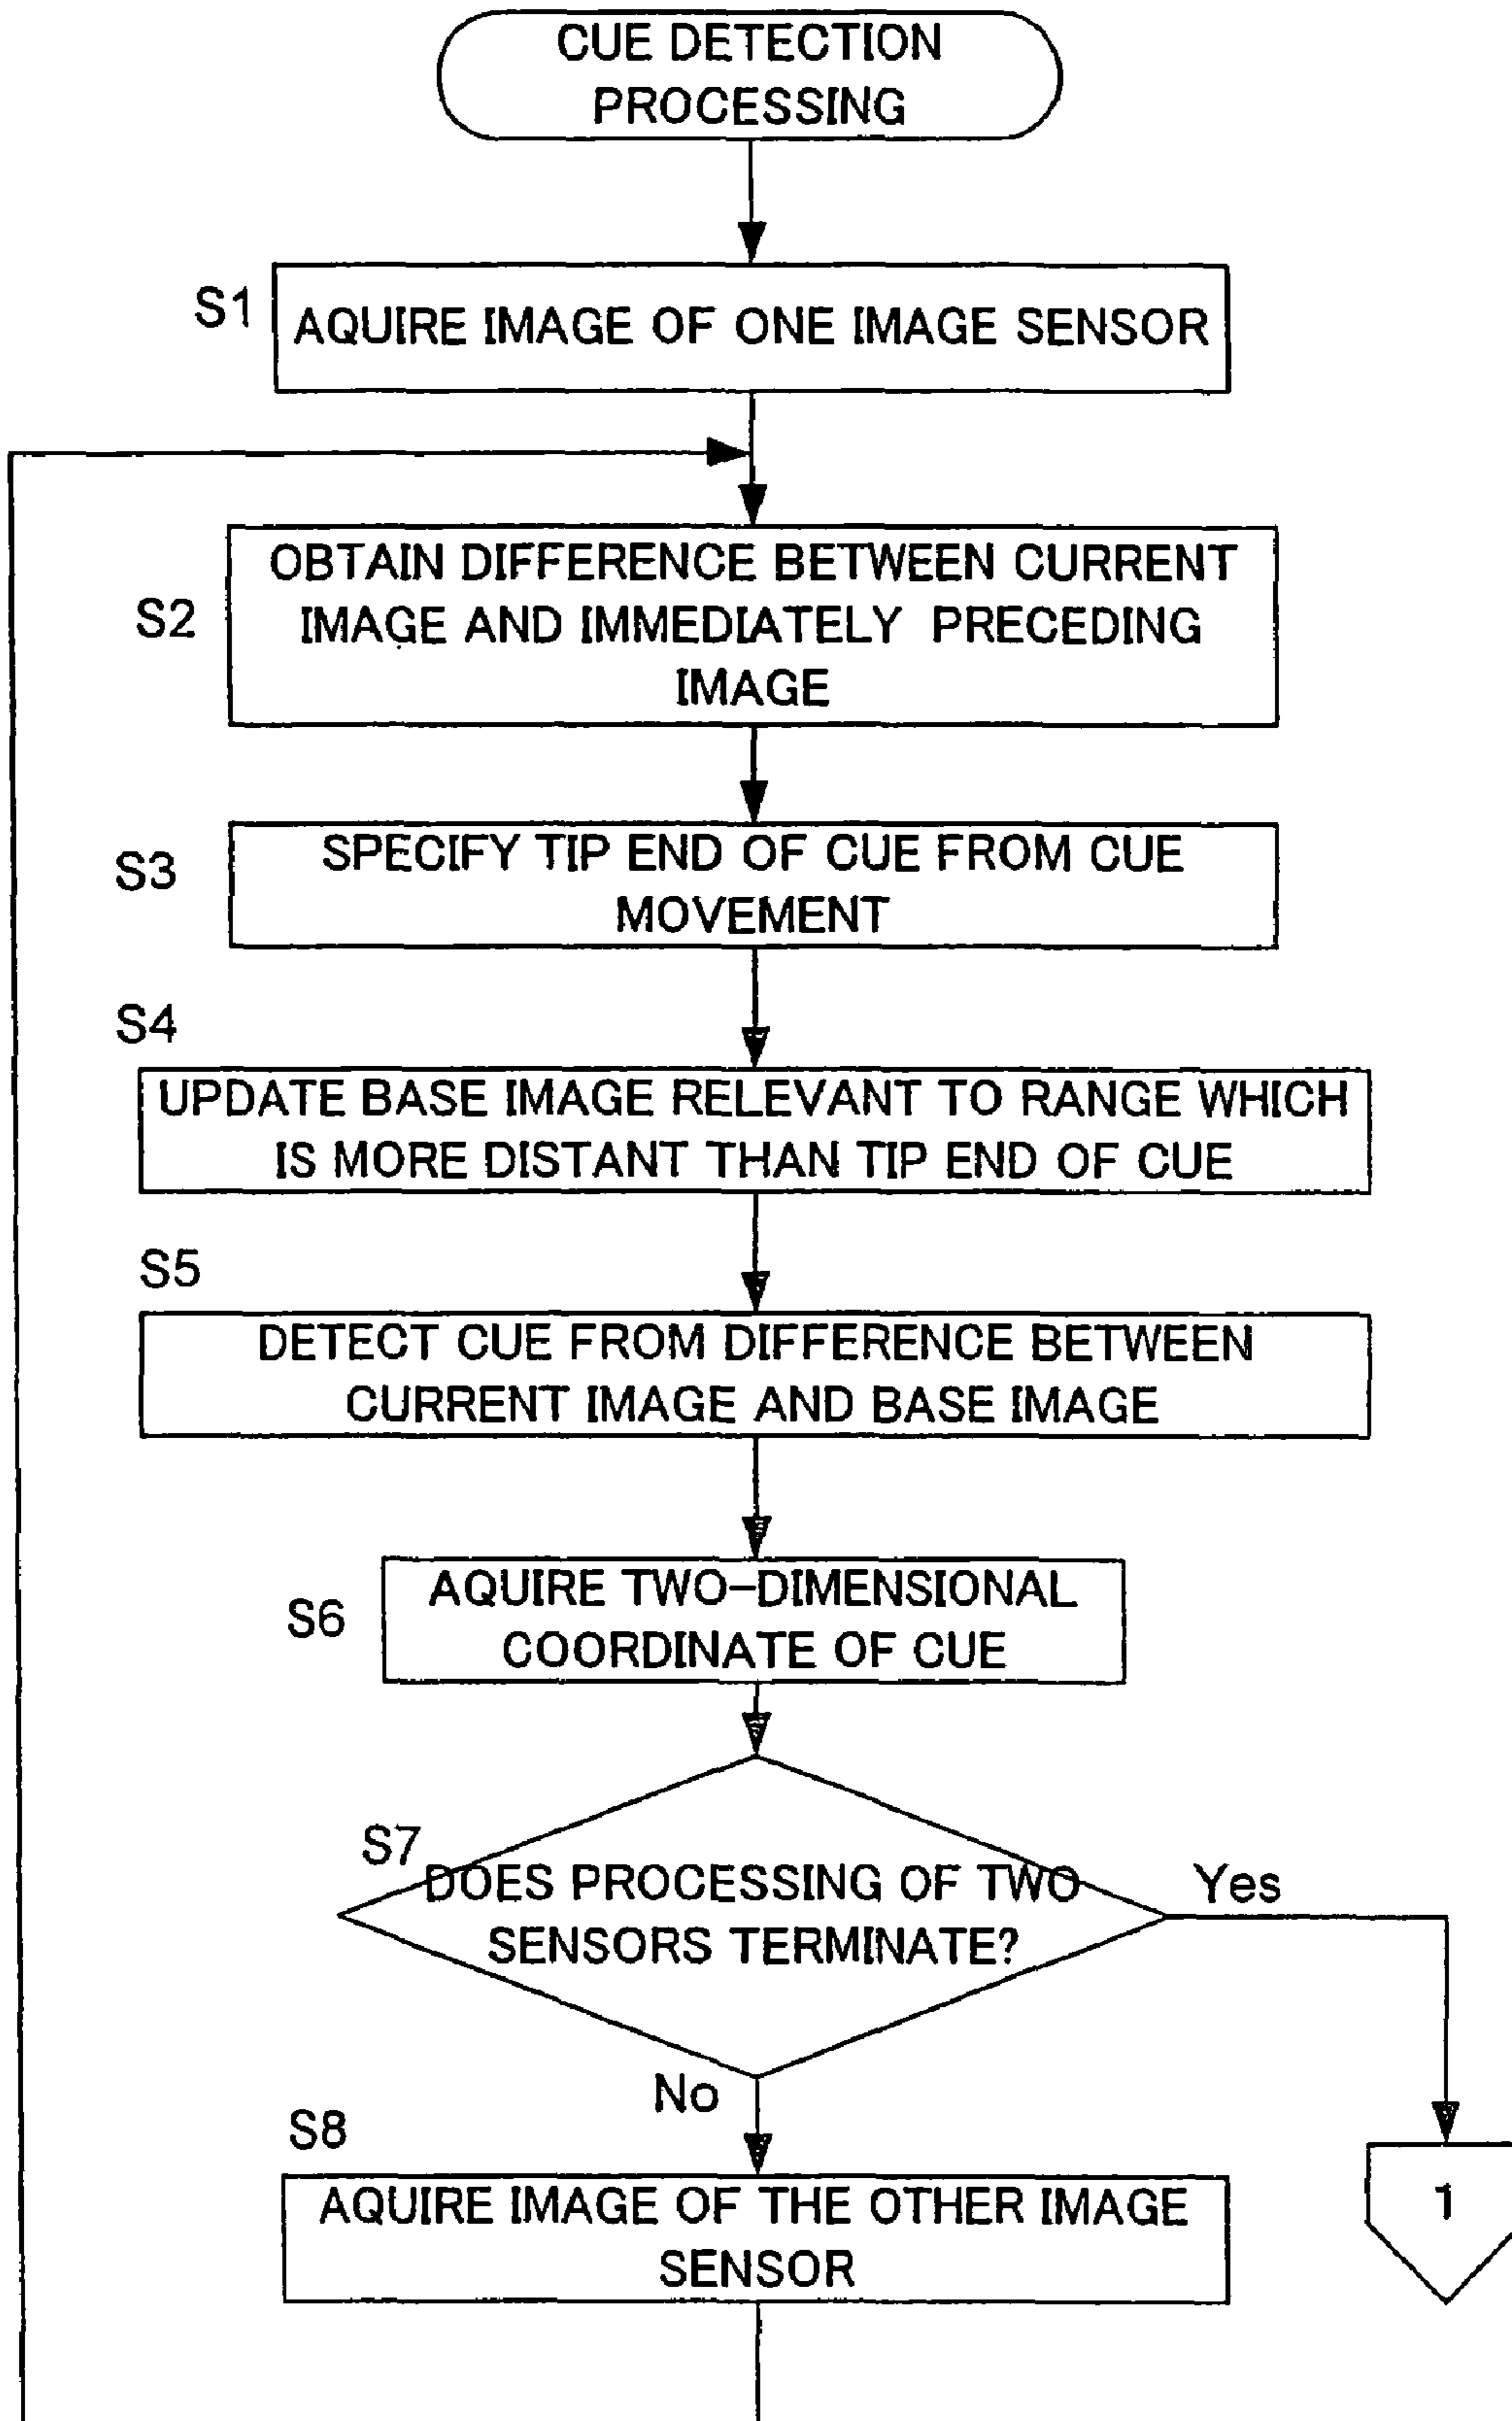 CUE DETECTION
PROCESSING
S1
AQUIRE IMAGE OF ONE IMAGE SENSOR
S2
OBTAIN DIFFERENCE BETWEEN CURRENT
IMAGE AND IMMEDIATELY PRECEDING
IMAGE
S3
SPECIFY TIP END OF CUE FROM CUE
MOVEMENT
S4
UPDATE BASE IMAGE RELEVANT TO RANGE WHICH
IS MORE DISTANT THAN TIP END OF CUE
S5
DETECT CUE FROM DIFFERENCE BETWEEN
CURRENT IMAGE AND BASE IMAGE
S6
AQUIRE TWO-DIMENSIONAL
COORDINATE OF CUE
S7
DOES PROCESSING OF TWO
SENSORS TERMINATE?
Yes
No
S8
AQUIRE IMAGE OF THE OTHER IMAGE
SENSOR
1